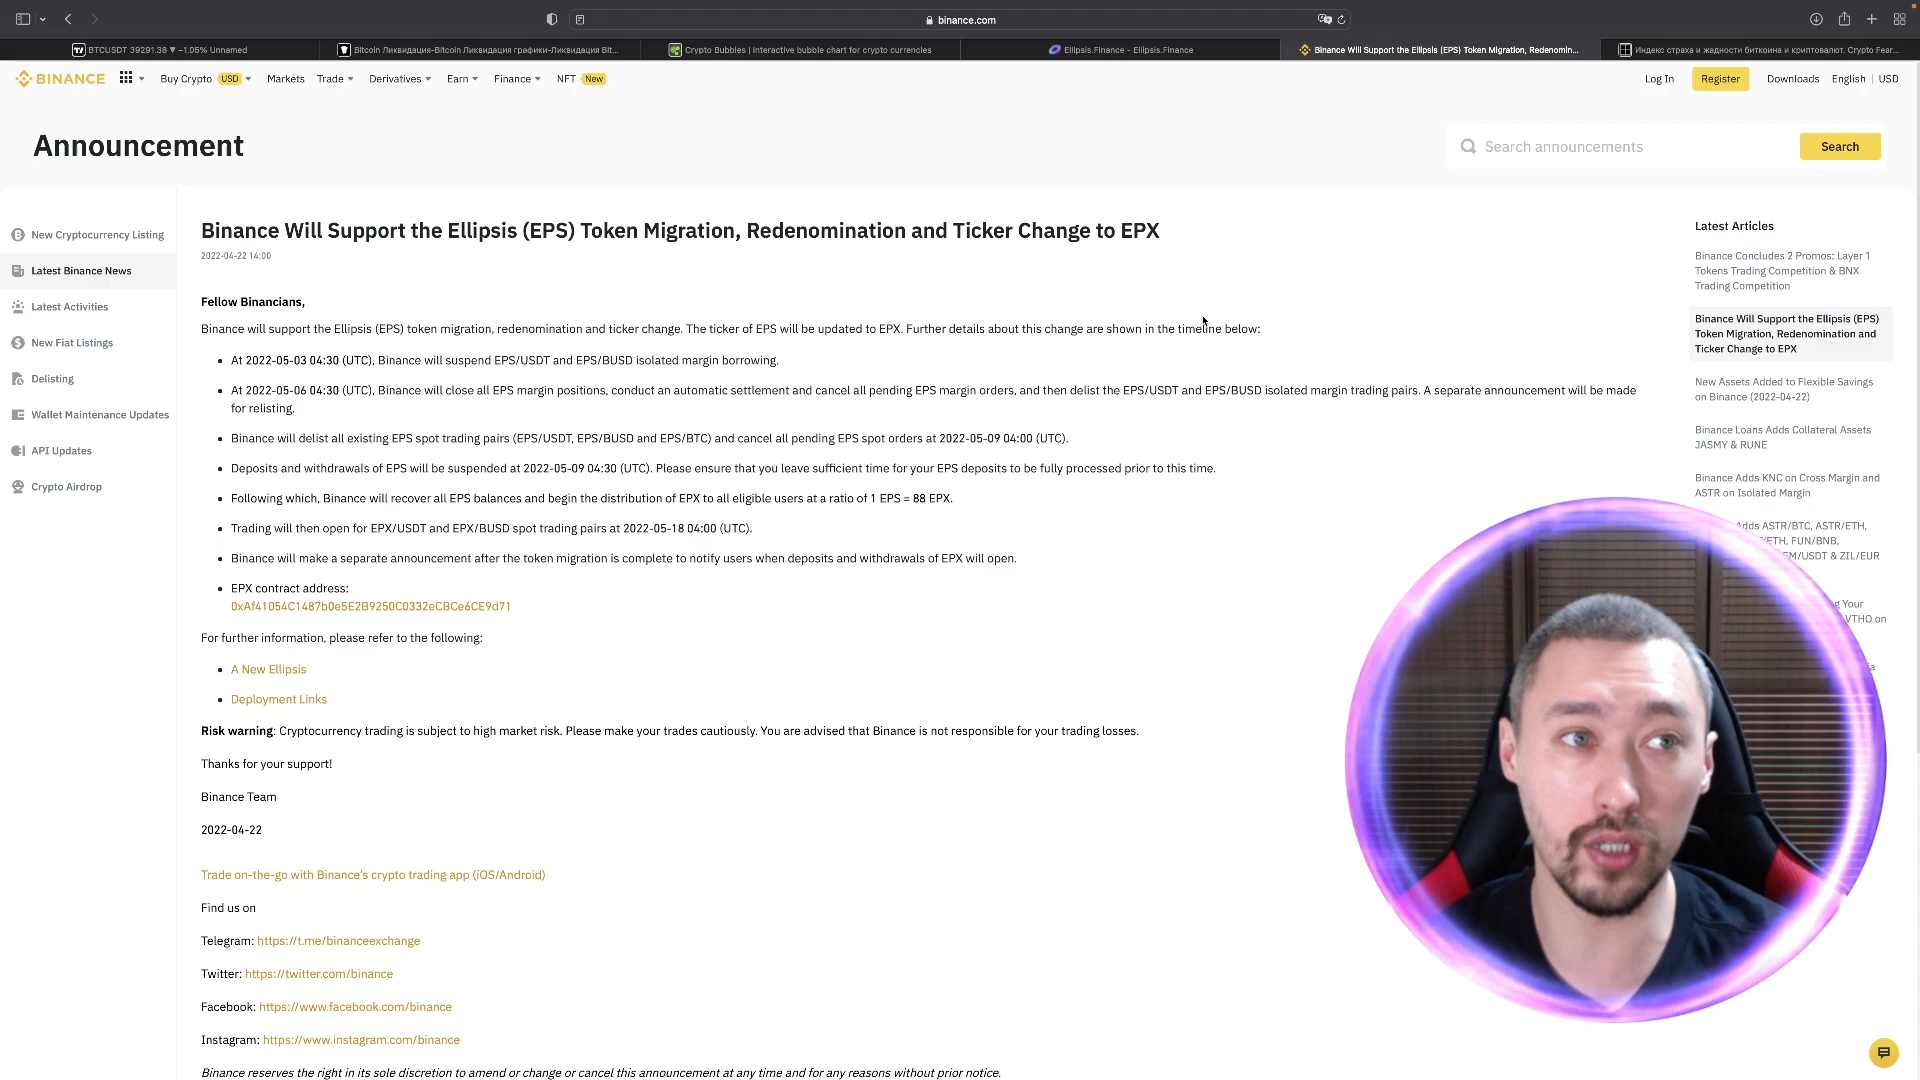 binance.com
BTCUSDT 39291.38 ▼ −1.05% Unnamed
Bitcoin Ликвидация-Bitcoin Ликвидация графики-Ликвидация Bit...
Crypto Bubbles | Interactive bubble chart for crypto currencies
Ellipsis.Finance - Ellipsis.Finance
Binance Will Support the Ellipsis (EPS) Token Migration, Redenomin...
Индекс страха и жадности биткоина и криптовалют. Crypto Fear...
BINANCE
Buy Crypto USD
Markets
Trade
Derivatives
Earn
Finance
NFT New
Log In
Register
Downloads
English | USD
Announcement
Search announcements
Search
New Cryptocurrency Listing
Latest Binance News
Latest Activities
New Fiat Listings
Delisting
Wallet Maintenance Updates
API Updates
Crypto Airdrop
Binance Will Support the Ellipsis (EPS) Token Migration, Redenomination and Ticker Change to EPX
2022-04-22 14:00
Fellow Binancians,
Binance will support the Ellipsis (EPS) token migration, redenomination and ticker change. The ticker of EPS will be updated to EPX. Further details about this change are shown in the timeline below:
• At 2022-05-03 04:30 (UTC), Binance will suspend EPS/USDT and EPS/BUSD isolated margin borrowing.
• At 2022-05-06 04:30 (UTC), Binance will close all EPS margin positions, conduct an automatic settlement and cancel all pending EPS margin orders, and then delist the EPS/USDT and EPS/BUSD isolated margin trading pairs. A separate announcement will be made
for relisting.
• Binance will delist all existing EPS spot trading pairs (EPS/USDT, EPS/BUSD and EPS/BTC) and cancel all pending EPS spot orders at 2022-05-09 04:00 (UTC).
• Deposits and withdrawals of EPS will be suspended at 2022-05-09 04:30 (UTC). Please ensure that you leave sufficient time for your EPS deposits to be fully processed prior to this time.
• Following which, Binance will recover all EPS balances and begin the distribution of EPX to all eligible users at a ratio of 1 EPS = 88 EPX.
• Trading will then open for EPX/USDT and EPX/BUSD spot trading pairs at 2022-05-18 04:00 (UTC).
• Binance will make a separate announcement after the token migration is complete to notify users when deposits and withdrawals of EPX will open.
• EPX contract address:
0xAf41054C1487b0e5E2B9250C0332eCBCe6CE9d71
For further information, please refer to the following:
• A New Ellipsis
• Deployment Links
Risk warning: Cryptocurrency trading is subject to high market risk. Please make your trades cautiously. You are advised that Binance is not responsible for your trading losses.
Thanks for your support!
Binance Team
2022-04-22
Trade on-the-go with Binance's crypto trading app (iOS/Android)
Find us on
Telegram: https://t.me/binanceexchange
Twitter: https://twitter.com/binance
Facebook: https://www.facebook.com/binance
Instagram: https://www.instagram.com/binance
Binance reserves the right in its sole discretion to amend or change or cancel this announcement at any time and for any reasons without prior notice.
Latest Articles
Binance Concludes 2 Promos: Layer 1
Tokens Trading Competition & BNX
Trading Competition
Binance Will Support the Ellipsis (EPS)
Token Migration, Redenomination and
Ticker Change to EPX
New Assets Added to Flexible Savings
on Binance (2022-04-22)
Binance Loans Adds Collateral Assets
JASMY & RUNE
Binance Adds KNC on Cross Margin and
ASTR on Isolated Margin
Adds ASTR/BTC, ASTR/ETH,
/ETH, FUN/BNB,
M/USDT & ZIL/EUR
g Your
VTHO on